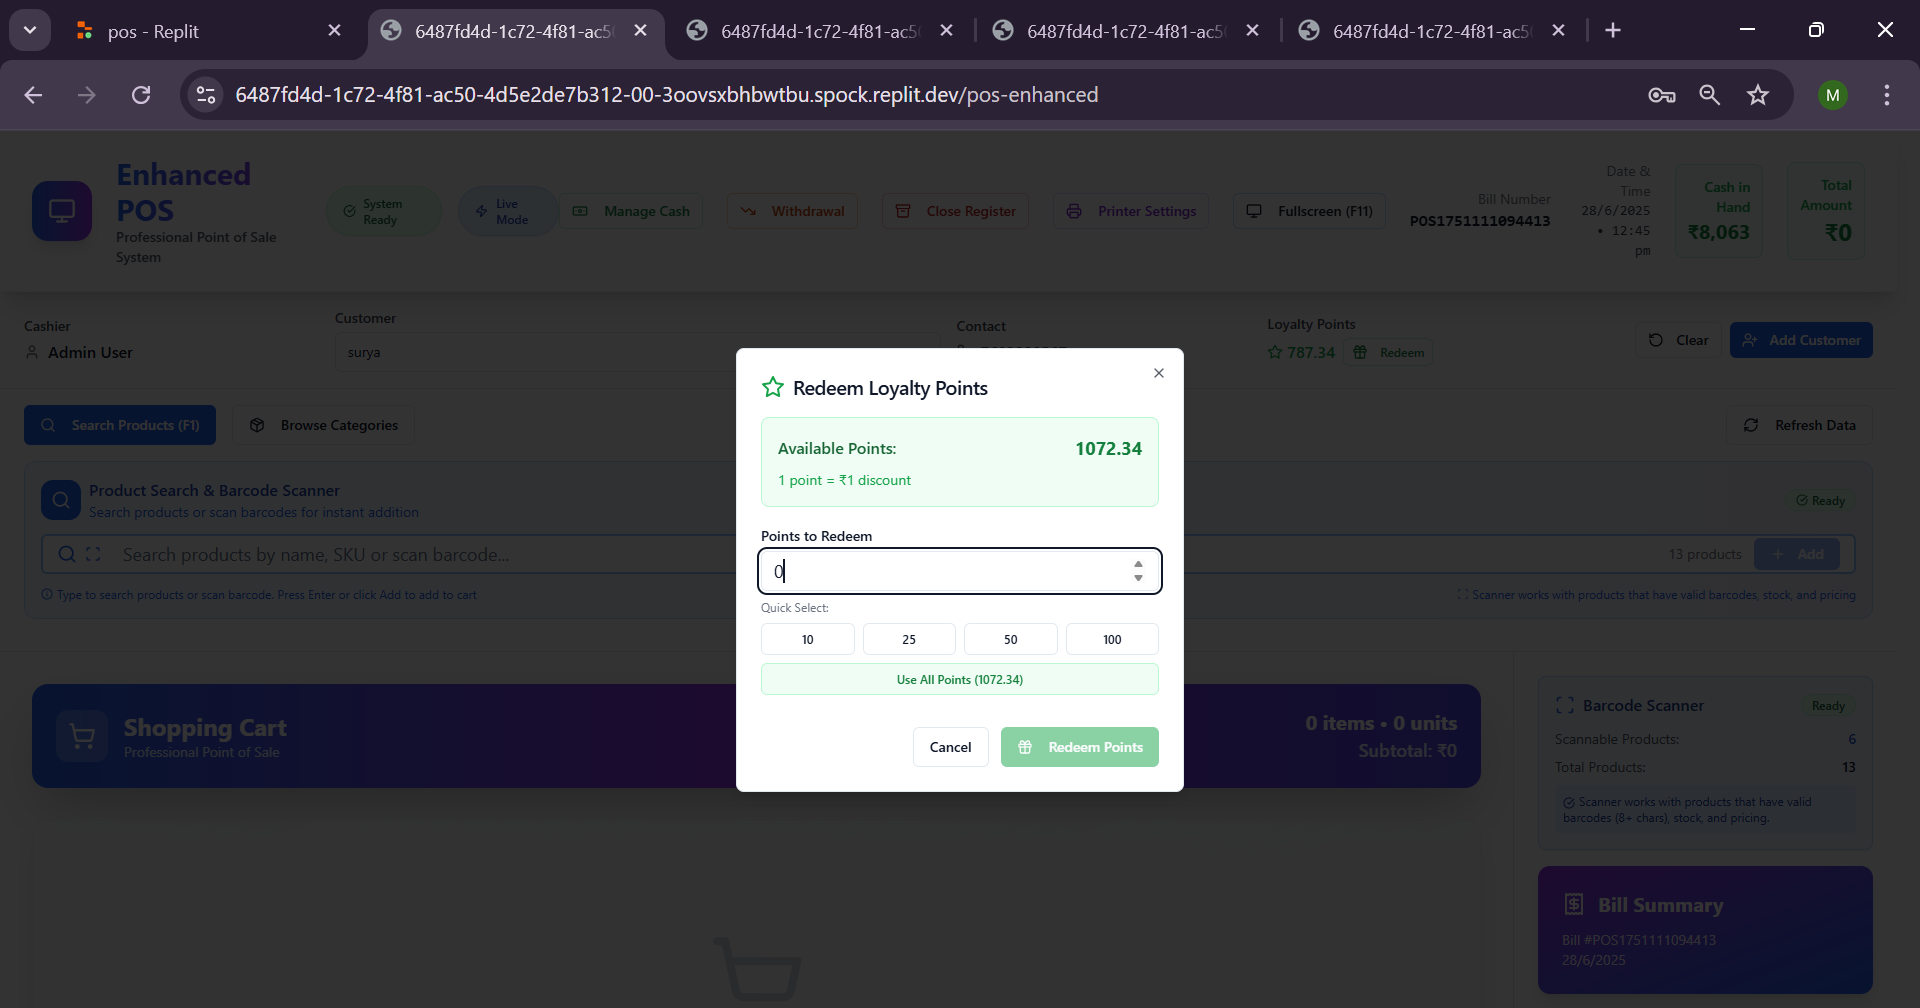 pos - Replit
6487fd4d-1c72-4f81-ac5
6487fd4d-1c72-4f81-ac5
6487fd4d-1c72-4f81-ac5
6487fd4d-1c72-4f81-ac5
6487fd4d-1c72-4f81-ac50-4d5e2de7b312-00-3oovsxbhbwtbu.spock.replit.dev/pos-enhanced
M
Enhanced
POS
Professional Point of Sale
System
System
Ready
Live
Mode
Manage Cash
Withdrawal
Close Register
Printer Settings
Fullscreen (F11)
Bill Number
POS1751111094413
Date &
Time
28/6/2025
• 12:45
pm
Cash in
Hand
₹8,063
Total
Amount
₹0
Cashier
Admin User
Customer
surya
Contact
Loyalty Points
787.34
Redeem
Clear
Add Customer
Search Products (F1)
Browse Categories
Refresh Data
Product Search & Barcode Scanner
Search products or scan barcodes for instant addition
Ready
Search products by name, SKU or scan barcode...
13 products
+ Add
Type to search products or scan barcode. Press Enter or click Add to add to cart
Scanner works with products that have valid barcodes, stock, and pricing
Redeem Loyalty Points
Available Points:
1072.34
1 point = ₹1 discount
Points to Redeem
0
Quick Select:
10
25
50
100
Use All Points (1072.34)
Cancel
Redeem Points
Shopping Cart
Professional Point of Sale
0 items • 0 units
Subtotal: ₹0
Barcode Scanner
Ready
Scannable Products:
6
Total Products:
13
Scanner works with products that have valid
barcodes (8+ chars), stock, and pricing.
Bill Summary
Bill #POS1751111094413
28/6/2025